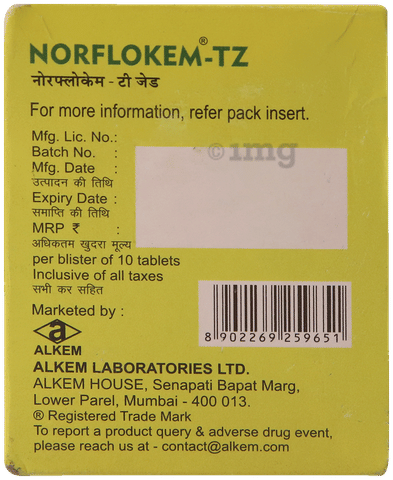 NORFLOKEM®-TZ
नोरफ्लोकेम - टी जेड
For more information, refer pack insert.
Mfg. Lic. No.:
Batch No. :
Mfg. Date :
उत्पादन की तिथि
Expiry Date :
समाप्ति की तिथि
MRP ₹ :
अधिकतम खुदरा मूल्य
per blister of 10 tablets
Inclusive of all taxes
सभी कर सहित
© 1mg
8 902269 259651
Marketed by :
a
ALKEM
ALKEM LABORATORIES LTD.
ALKEM HOUSE, Senapati Bapat Marg,
Lower Parel, Mumbai - 400 013.
® Registered Trade Mark
To report a product query & adverse drug event,
please reach us at - contact@alkem.com